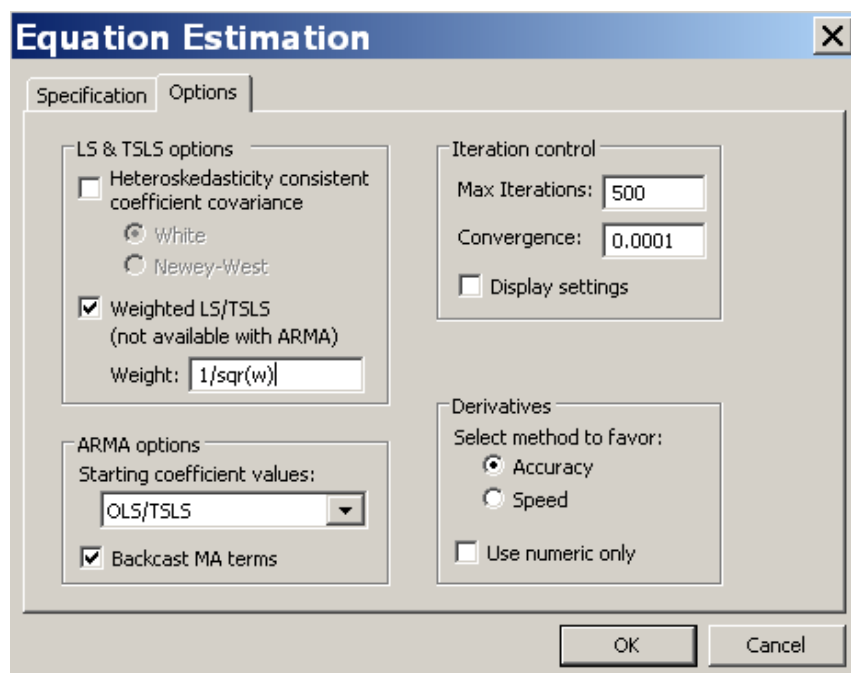 Equation Estimation
Specification
Options
LS & TSLS options
Heteroskedasticity consistent
coefficient covariance
White
Newey-West
Weighted LS/TSLS
(not available with ARMA)
Weight: 1/sqr(w)
ARMA options
Starting coefficient values:
OLS/TSLS
Backcast MA terms
Iteration control
Max Iterations: 500
Convergence: 0.0001
Display settings
Derivatives
Select method to favor:
Accuracy
Speed
Use numeric only
OK
Cancel